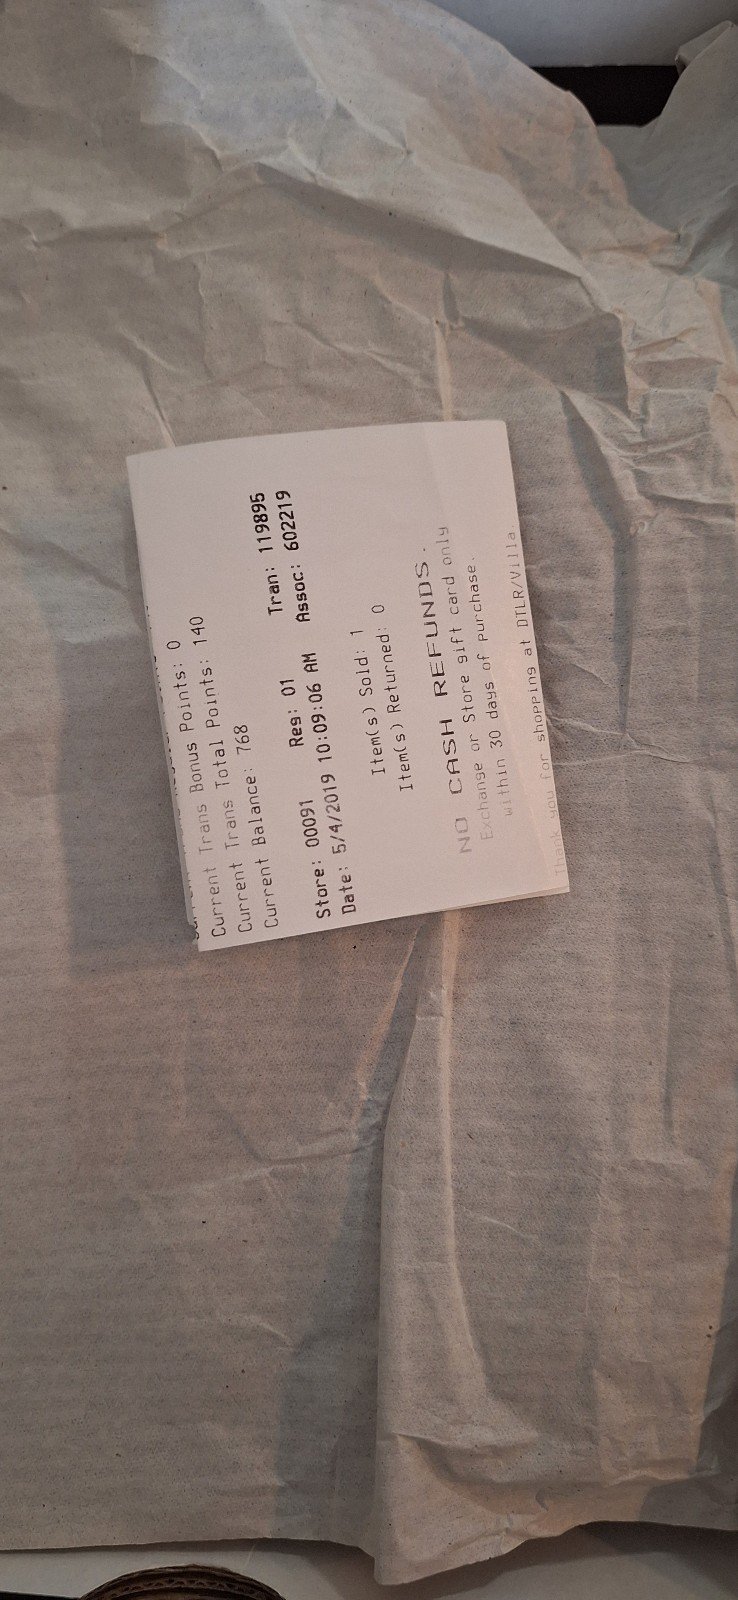 Current Trans Bonus Points: 0
Current Trans Total Points: 140
Current Balance: 768
Store: 00091 Reg: 01 Tran: 119895
Date: 5/4/2019 10:09:06 AM Assoc: 602219
Item(s) Sold: 1
Item(s) Returned: 0
NO CASH REFUNDS.
Exchange or Store gift card only
within 30 days of purchase.
Thank you for shopping at DTLR/Villa.